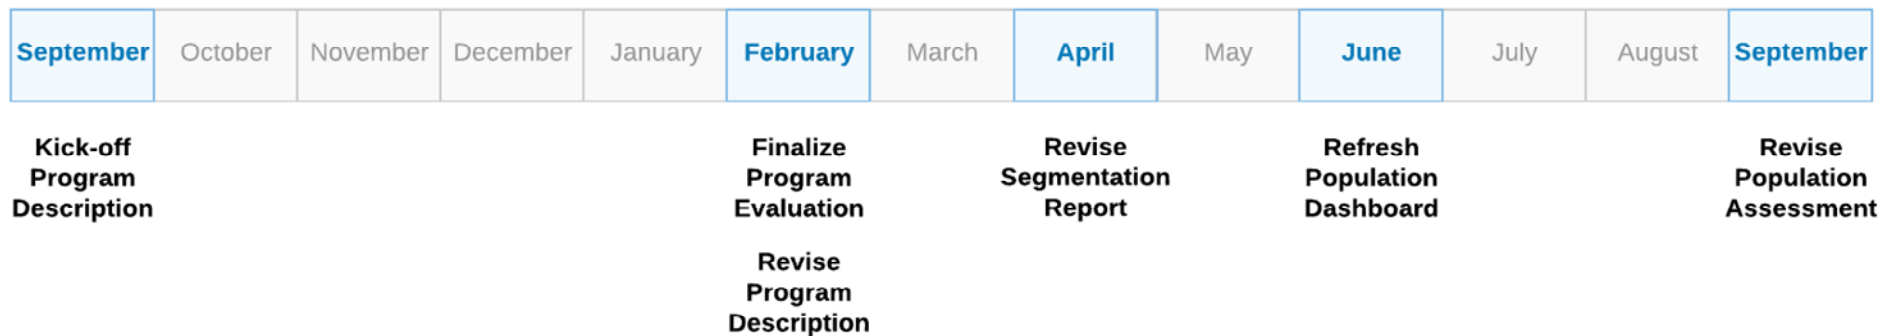 September October November December January February March April May June July August September
Kick-off
Program
Description
Finalize
Program
Evaluation
Revise
Program
Description
Revise
Segmentation
Report
Refresh
Population
Dashboard
Revise
Population
Assessment